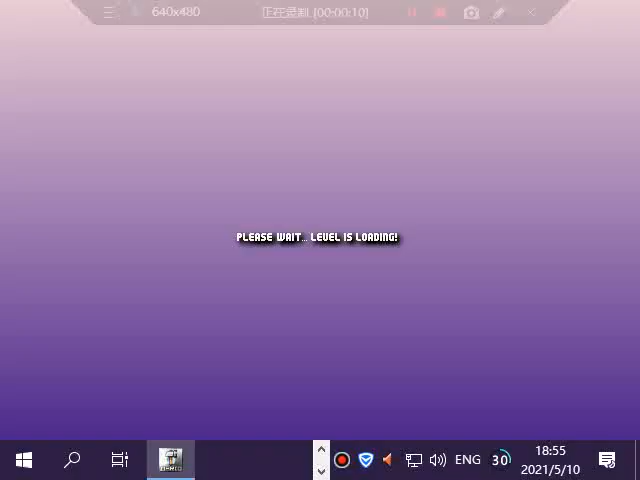 640x480 正在录制 [00:00:10]
PLEASE WAIT... LEVEL IS LOADING!
ENG 30 18:55
2021/5/10